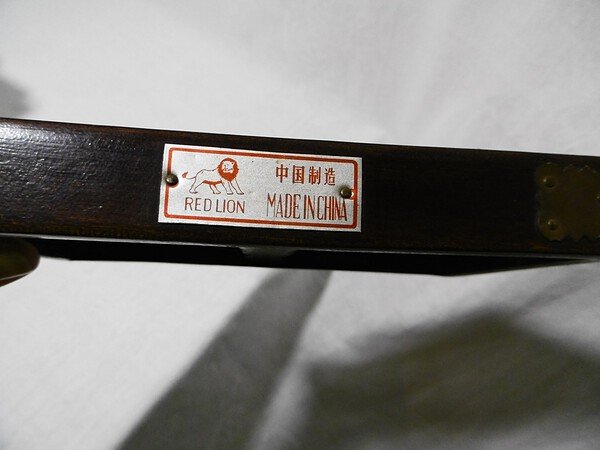 中国制造
RED LION
MADE IN CHINA